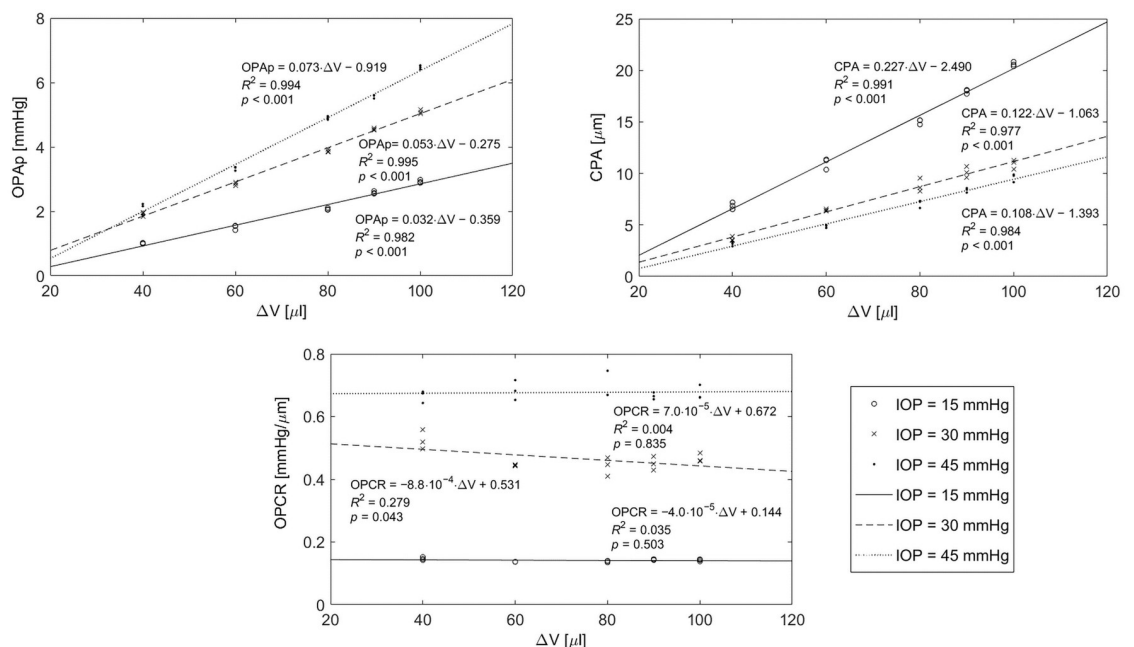 8
6
4
2
0
OPAp [mmHg]
OPAp = 0.073·ΔV − 0.919
R² = 0.994
p < 0.001
OPAp= 0.053·ΔV − 0.275
R² = 0.995
p < 0.001
OPAp = 0.032·ΔV − 0.359
R² = 0.982
p < 0.001
20 40 60 80 100 120
ΔV [μl]
25
20
15
10
5
0
CPA [μm]
CPA = 0.227·ΔV − 2.490
R² = 0.991
p < 0.001
CPA = 0.122·ΔV − 1.063
R² = 0.977
p < 0.001
CPA = 0.108·ΔV − 1.393
R² = 0.984
p < 0.001
20 40 60 80 100 120
ΔV [μl]
0.8
0.6
0.4
0.2
0
OPCR [mmHg/μm]
OPCR = 7.0·10⁻⁵·ΔV + 0.672
R² = 0.004
p = 0.835
OPCR = −8.8·10⁻⁴·ΔV + 0.531
R² = 0.279
p = 0.043
OPCR = −4.0·10⁻⁵·ΔV + 0.144
R² = 0.035
p = 0.503
20 40 60 80 100 120
ΔV [μl]
IOP = 15 mmHg
IOP = 30 mmHg
IOP = 45 mmHg
IOP = 15 mmHg
IOP = 30 mmHg
IOP = 45 mmHg